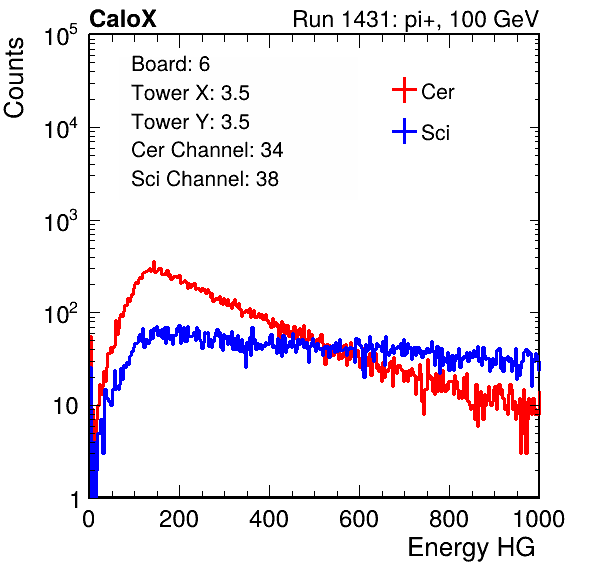 CaloX Run 1431: pi+, 100 GeV
Board: 6
Tower X: 3.5
Tower Y: 3.5
Cer Channel: 34
Sci Channel: 38
Cer
Sci
Counts
10^5
10^4
10^3
10^2
10
1
0 200 400 600 800 1000
Energy HG